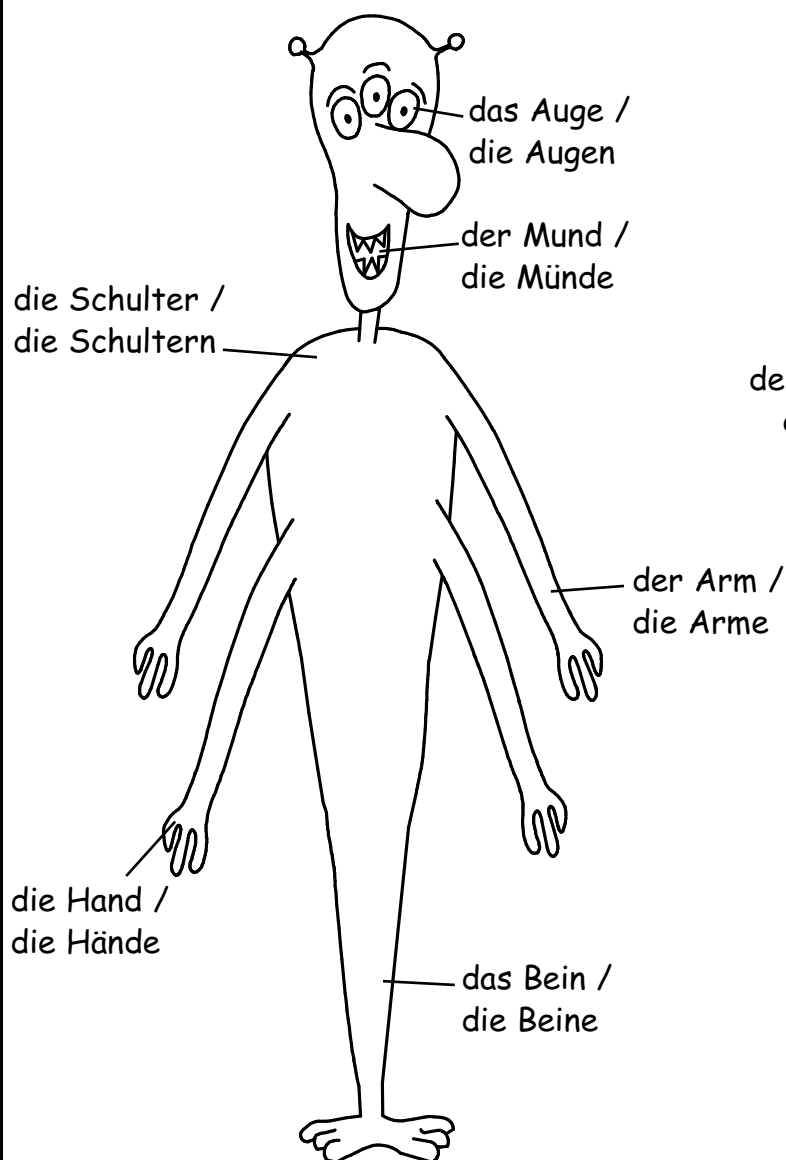 das Auge /
die Augen
der Mund /
die Münde
die Schulter /
die Schultern
der Arm /
die Arme
die Hand /
die Hände
das Bein /
die Beine